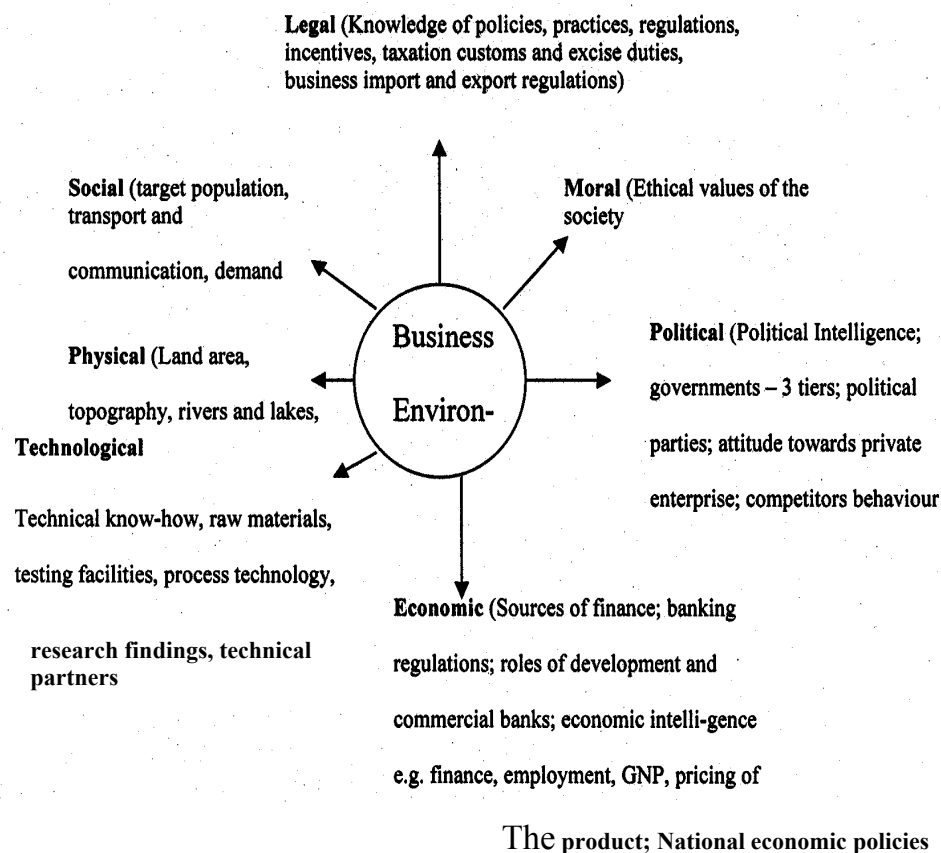 Legal (Knowledge of policies, practices, regulations,
incentives, taxation customs and excise duties,
business import and export regulations)
Social (target population,
transport and
communication, demand
Moral (Ethical values of the
society
Physical (Land area,
topography, rivers and lakes,
Business
Environ-
Political (Political Intelligence;
governments – 3 tiers; political
parties; attitude towards private
enterprise; competitors behaviour
Technological
Technical know-how, raw materials,
testing facilities, process technology,
research findings, technical
partners
Economic (Sources of finance; banking
regulations; roles of development and
commercial banks; economic intelli-gence
e.g. finance, employment, GNP, pricing of
The product; National economic policies